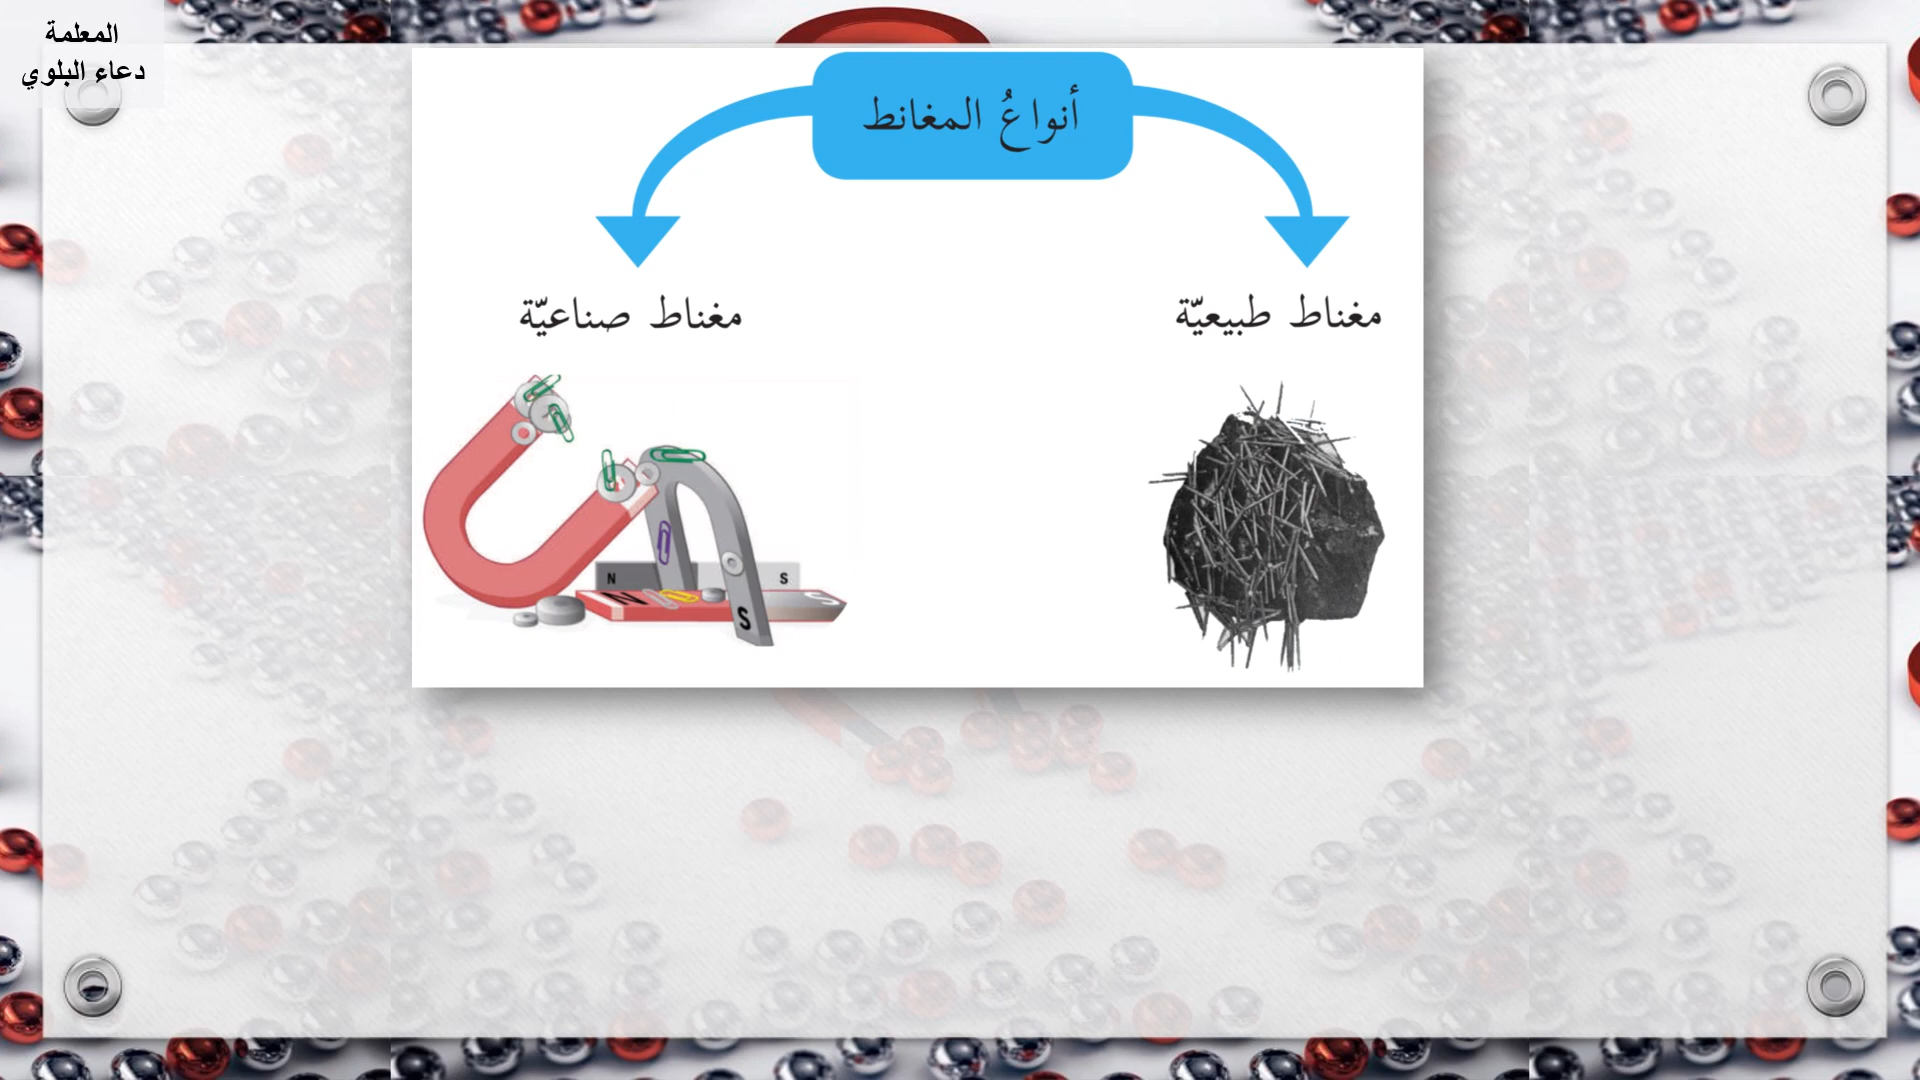 المعلمة
دعاء البلوي
أنواعُ المغانط
مغناط طبيعيّة
مغناط صناعيّة
N
S
N
S
S